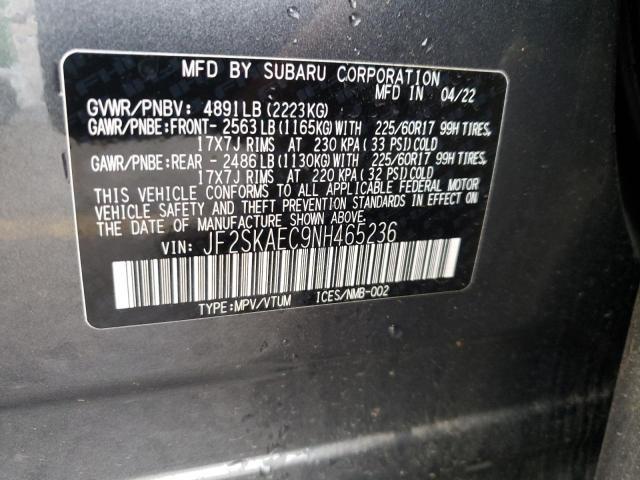 MFD BY SUBARU CORPORATION
MFD IN 04/22
GVWR/PNBV: 4891LB (2223KG)
GAWR/PNBE:FRONT- 2563LB (1165KG)WITH 225/60R17 99H TIRES,
17X7J RIMS AT 230 KPA (33 PSI)COLD
GAWR/PNBE:REAR - 2486LB (1130KG)WITH 225/60R17 99H TIRES,
17X7J RIMS AT 220 KPA (32 PSI)COLD
THIS VEHICLE CONFORMS TO ALL APPLICABLE FEDERAL MOTOR
VEHICLE SAFETY AND THEFT PREVENTION STANDARDS IN EFFECT ON
THE DATE OF MANUFACTURE SHOWN ABOVE.
VIN: JF2SKAEC9NH465236
TYPE:MPV/VTUM ICES/NMB-002